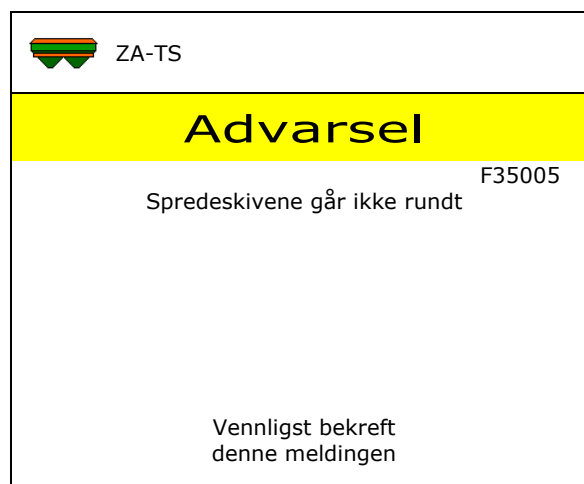 ZA-TS
Advarsel
F35005
Spredeskivene går ikke rundt
Vennligst bekreft
denne meldingen